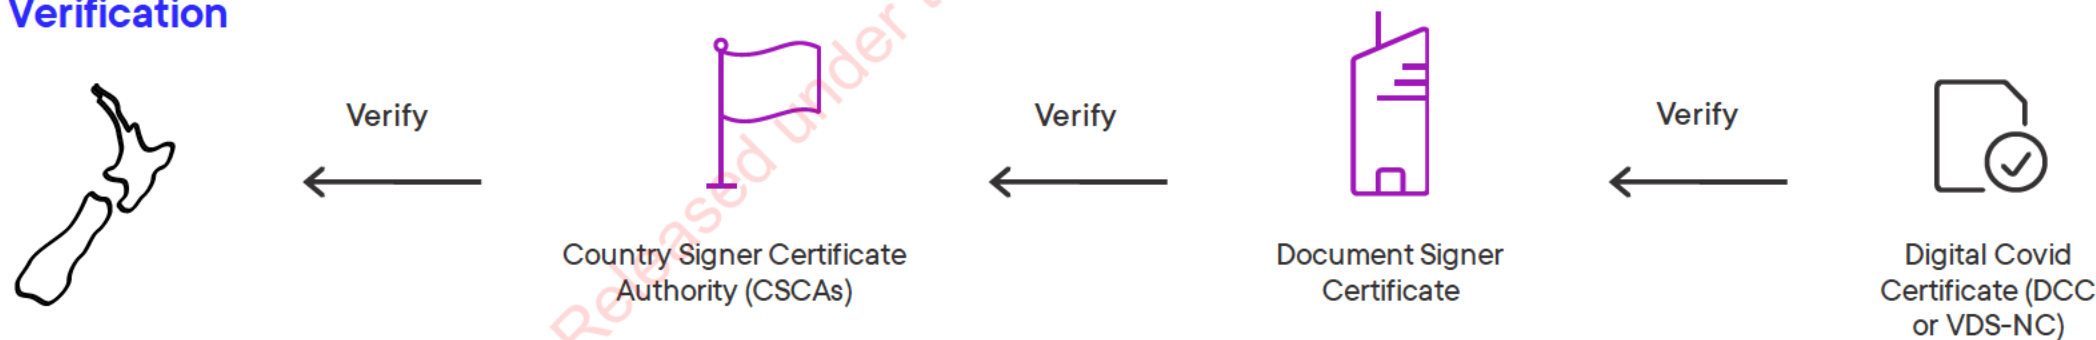 Verification
Verify
Verify
Verify
Country Signer Certificate
Authority (CSCAs)
Document Signer
Certificate
Digital Covid
Certificate (DCC
or VDS-NC)
Released under